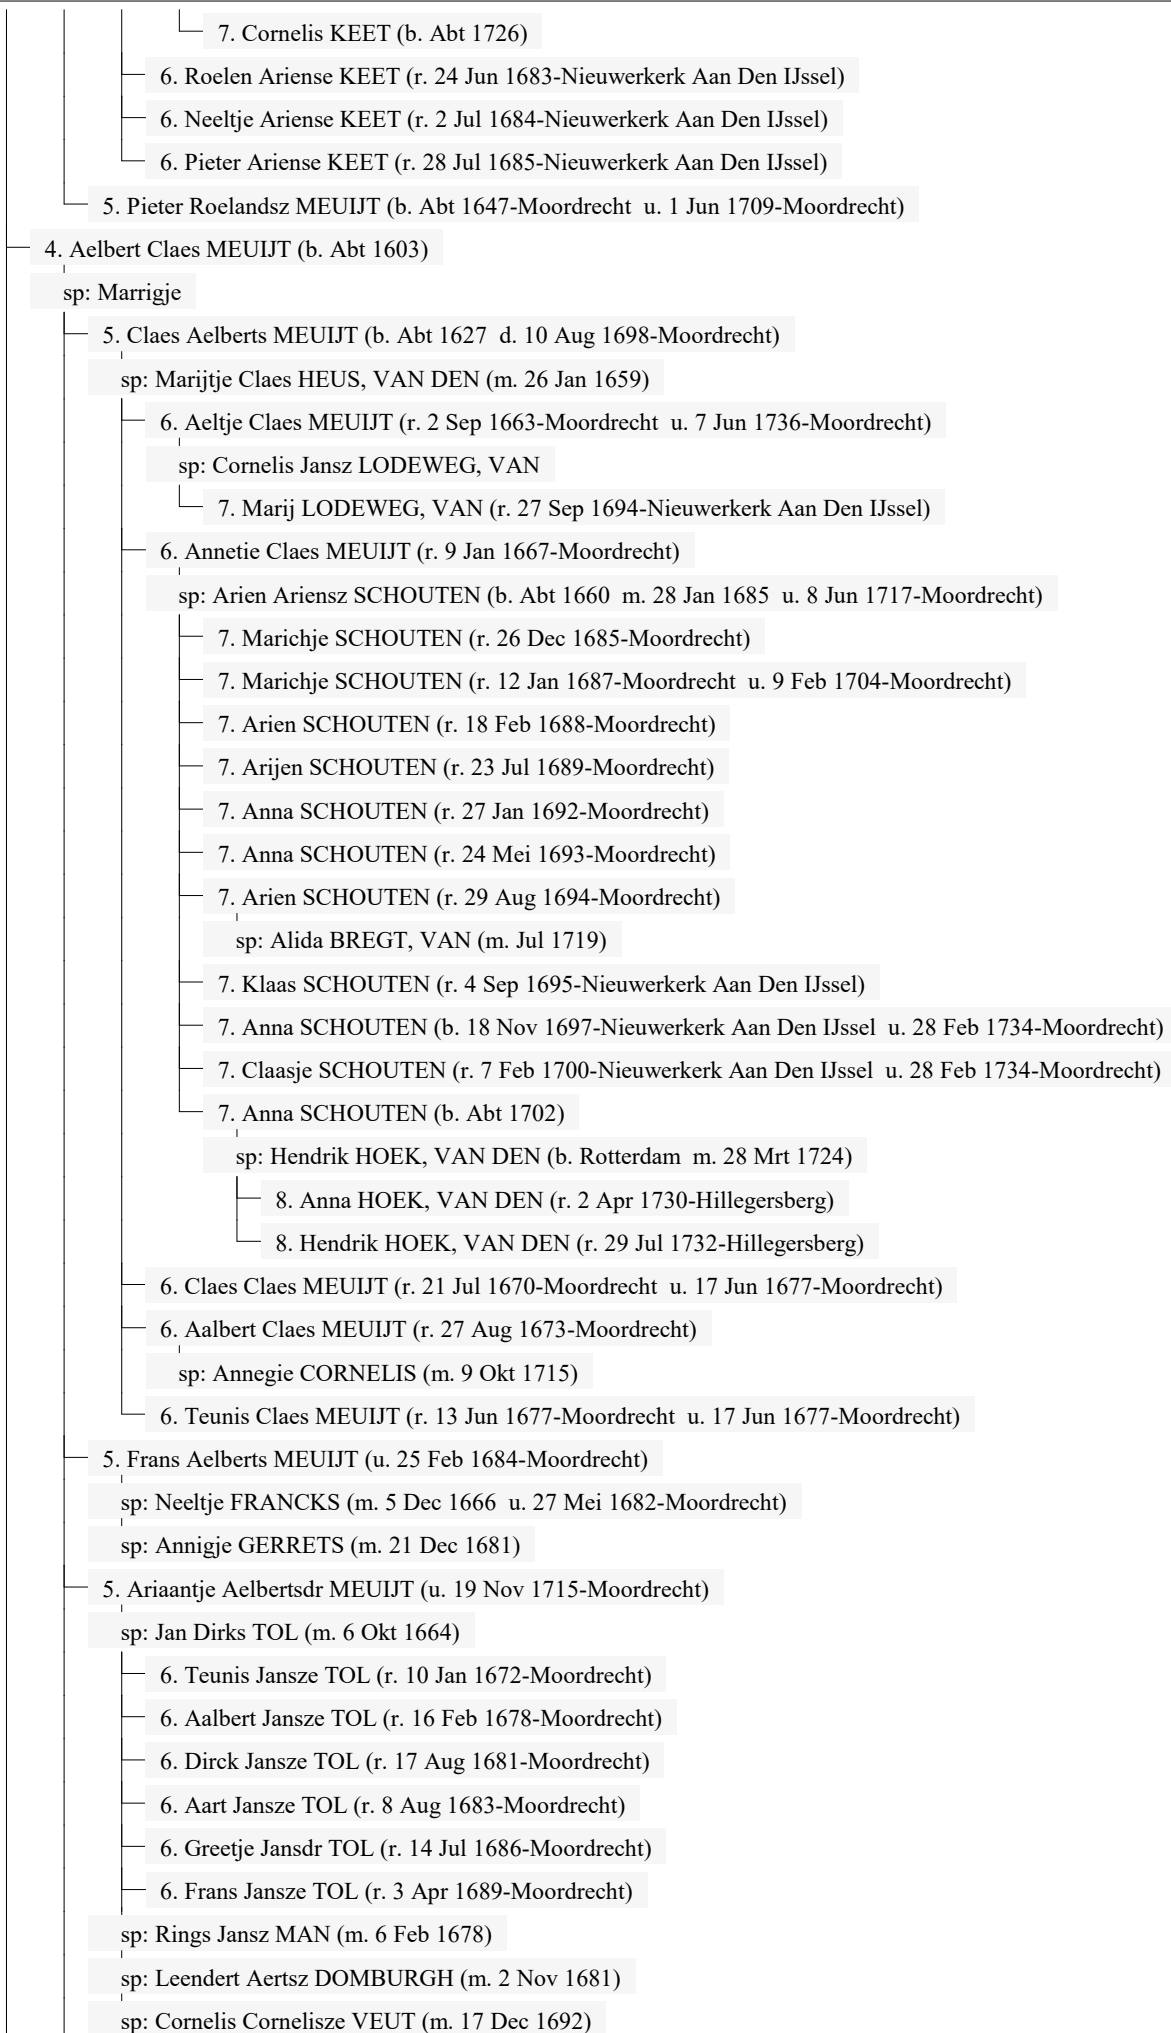 7. Cornelis KEET (b. Abt 1726)
6. Roelen Ariense KEET (r. 24 Jun 1683-Nieuwerkerk Aan Den IJssel)
6. Neeltje Ariense KEET (r. 2 Jul 1684-Nieuwerkerk Aan Den IJssel)
6. Pieter Ariense KEET (r. 28 Jul 1685-Nieuwerkerk Aan Den IJssel)
5. Pieter Roelandsz MEUIJT (b. Abt 1647-Moordrecht u. 1 Jun 1709-Moordrecht)
4. Aelbert Claes MEUIJT (b. Abt 1603)
sp: Marrigje
5. Claes Aelberts MEUIJT (b. Abt 1627 d. 10 Aug 1698-Moordrecht)
sp: Marijtje Claes HEUS, VAN DEN (m. 26 Jan 1659)
6. Aeltje Claes MEUIJT (r. 2 Sep 1663-Moordrecht u. 7 Jun 1736-Moordrecht)
sp: Cornelis Jansz LODEWEG, VAN
7. Marij LODEWEG, VAN (r. 27 Sep 1694-Nieuwerkerk Aan Den IJssel)
6. Annetie Claes MEUIJT (r. 9 Jan 1667-Moordrecht)
sp: Arien Ariensz SCHOUTEN (b. Abt 1660 m. 28 Jan 1685 u. 8 Jun 1717-Moordrecht)
7. Marichje SCHOUTEN (r. 26 Dec 1685-Moordrecht)
7. Marichje SCHOUTEN (r. 12 Jan 1687-Moordrecht u. 9 Feb 1704-Moordrecht)
7. Arien SCHOUTEN (r. 18 Feb 1688-Moordrecht)
7. Arijen SCHOUTEN (r. 23 Jul 1689-Moordrecht)
7. Anna SCHOUTEN (r. 27 Jan 1692-Moordrecht)
7. Anna SCHOUTEN (r. 24 Mei 1693-Moordrecht)
7. Arien SCHOUTEN (r. 29 Aug 1694-Moordrecht)
sp: Alida BREGT, VAN (m. Jul 1719)
7. Klaas SCHOUTEN (r. 4 Sep 1695-Nieuwerkerk Aan Den IJssel)
7. Anna SCHOUTEN (b. 18 Nov 1697-Nieuwerkerk Aan Den IJssel u. 28 Feb 1734-Moordrecht)
7. Claasje SCHOUTEN (r. 7 Feb 1700-Nieuwerkerk Aan Den IJssel u. 28 Feb 1734-Moordrecht)
7. Anna SCHOUTEN (b. Abt 1702)
sp: Hendrik HOEK, VAN DEN (b. Rotterdam m. 28 Mrt 1724)
8. Anna HOEK, VAN DEN (r. 2 Apr 1730-Hillegersberg)
8. Hendrik HOEK, VAN DEN (r. 29 Jul 1732-Hillegersberg)
6. Claes Claes MEUIJT (r. 21 Jul 1670-Moordrecht u. 17 Jun 1677-Moordrecht)
6. Aalbert Claes MEUIJT (r. 27 Aug 1673-Moordrecht)
sp: Annegie CORNELIS (m. 9 Okt 1715)
6. Teunis Claes MEUIJT (r. 13 Jun 1677-Moordrecht u. 17 Jun 1677-Moordrecht)
5. Frans Aelberts MEUIJT (u. 25 Feb 1684-Moordrecht)
sp: Neeltje FRANCKS (m. 5 Dec 1666 u. 27 Mei 1682-Moordrecht)
sp: Annigje GERRETS (m. 21 Dec 1681)
5. Ariaantje Aelbertsdr MEUIJT (u. 19 Nov 1715-Moordrecht)
sp: Jan Dirks TOL (m. 6 Okt 1664)
6. Teunis Jansze TOL (r. 10 Jan 1672-Moordrecht)
6. Aalbert Jansze TOL (r. 16 Feb 1678-Moordrecht)
6. Dirck Jansze TOL (r. 17 Aug 1681-Moordrecht)
6. Aart Jansze TOL (r. 8 Aug 1683-Moordrecht)
6. Greetje Jansdr TOL (r. 14 Jul 1686-Moordrecht)
6. Frans Jansze TOL (r. 3 Apr 1689-Moordrecht)
sp: Rings Jansz MAN (m. 6 Feb 1678)
sp: Leendert Aertsz DOMBURGH (m. 2 Nov 1681)
sp: Cornelis Cornelisze VEUT (m. 17 Dec 1692)